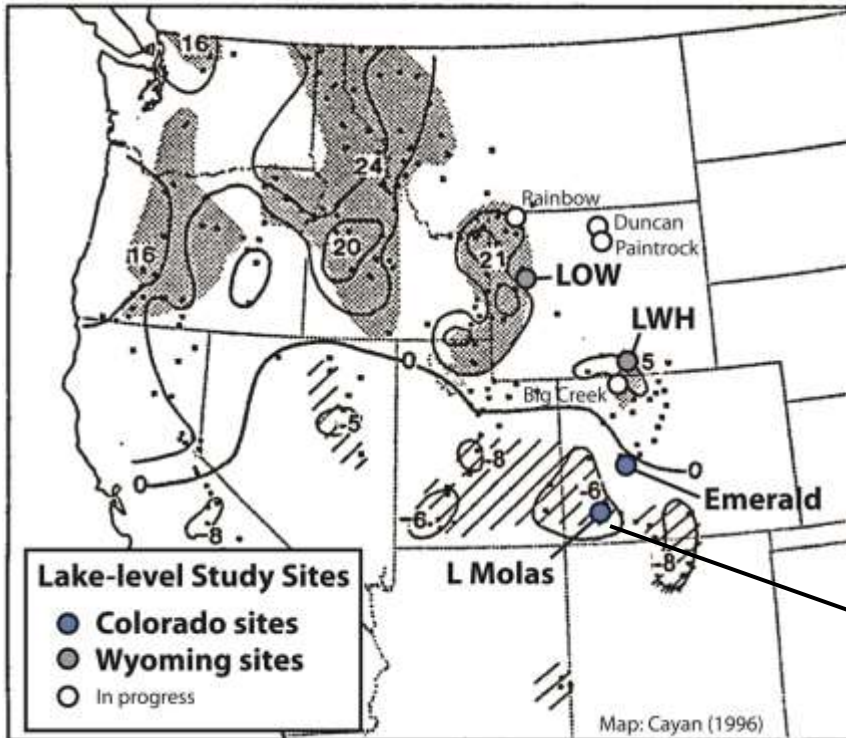 16
24
Rainbow
Duncan
Paintrock
16
20
21
LOW
LWH
5
0
Big Creek
-5
0
-8
0
-6
Emerald
-6
-8
L Molas
-8
Lake-level Study Sites
Colorado sites
Wyoming sites
In progress
Map: Cayan (1996)